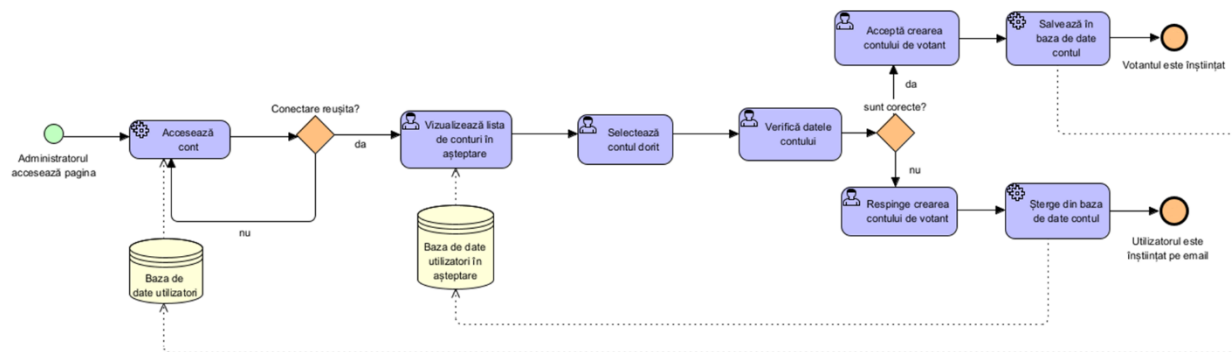 Administratorul
accesează pagina
Accesează
cont
Baza de
date utilizatori
Conectare reușita?
da
nu
Vizualizează lista
de conturi în
așteptare
Baza de date
utilizatori în
așteptare
Selectează
contul dorit
Verifică datele
contului
sunt corecte?
da
nu
Acceptă crearea
contului de votant
Salvează în
baza de date
contul
Votantul este înștiințat
Respinge crearea
contului de votant
Șterge din baza
de date contul
Utilizatorul este
înștiințat pe email